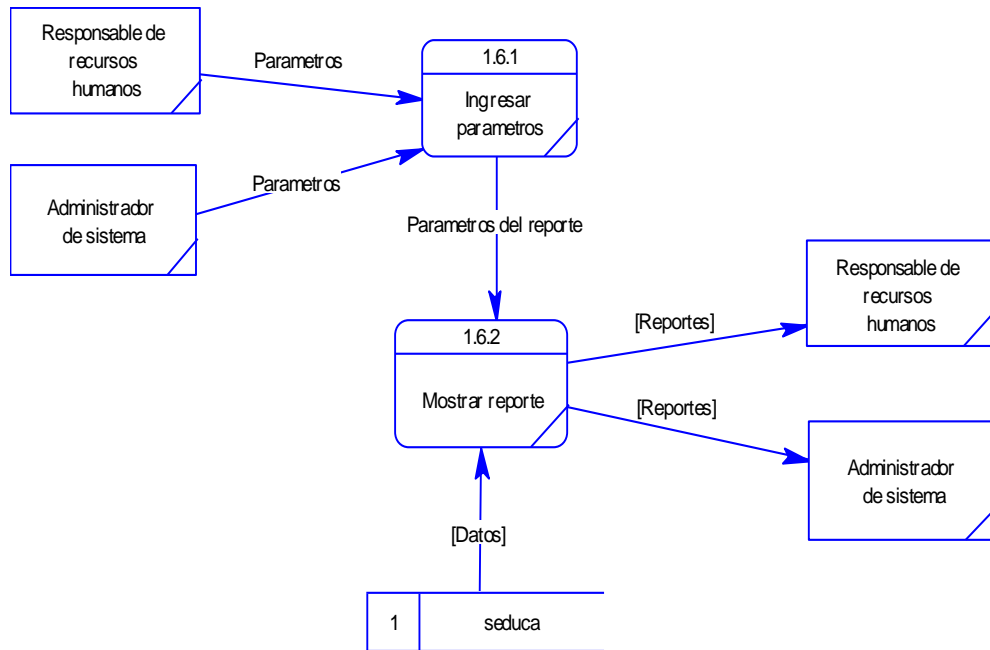 Responsable de
recursos
humanos
Parametros
1.6.1
Ingresar
parametros
Administrador
de sistema
Parametros
Parametros del reporte
Responsable de
recursos
humanos
[Reportes]
1.6.2
Mostrar reporte
[Reportes]
Administrador
de sistema
[Datos]
1
seduca